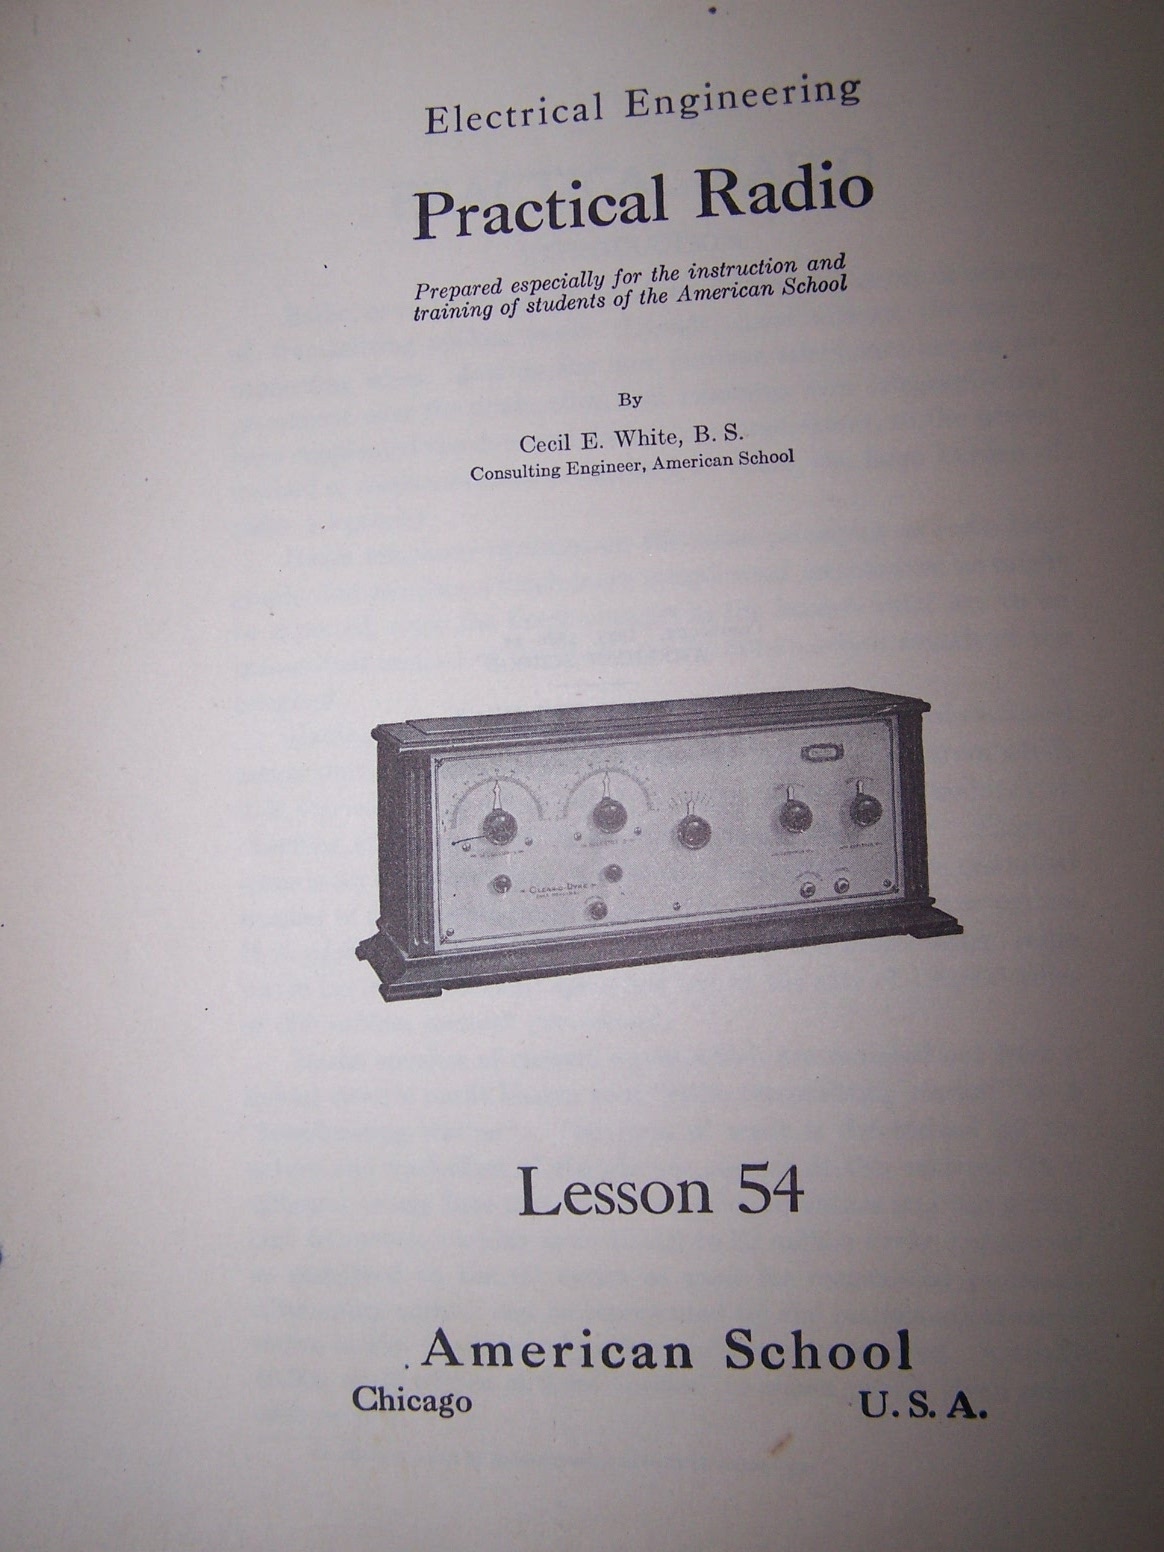 Electrical Engineering
Practical Radio
Prepared especially for the instruction and
training of students of the American School
By
Cecil E. White, B. S.
Consulting Engineer, American School
Lesson 54
American School
Chicago U. S. A.